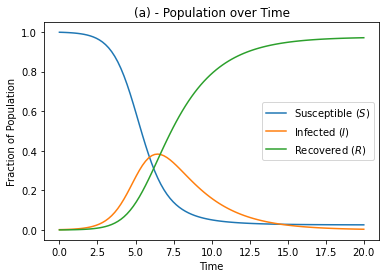 (a) - Population over Time
Fraction of Population
1.0
0.8
0.6
0.4
0.2
0.0
Susceptible (S)
Infected (I)
Recovered (R)
0.0 2.5 5.0 7.5 10.0 12.5 15.0 17.5 20.0
Time